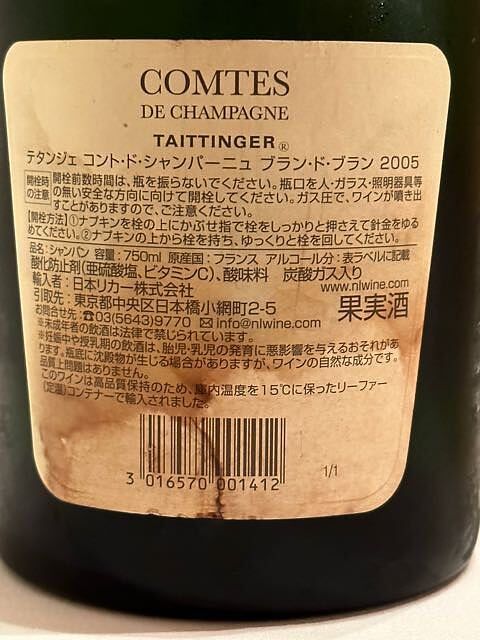 COMTES
DE CHAMPAGNE
TAITTINGER®
テタンジェ コント・ド・シャンパーニュ ブラン・ド・ブラン 2005
開栓時の注意 開栓前数時間は、瓶を振らないでください。瓶口を人・ガラス・照明器具等
の無い安全な方向に向けて開栓してください。ガス圧で、ワインが噴き出
すことがありますので、ご注意ください。
【開栓方法】①ナプキンを栓の上にかぶせ指で栓をしっかりと押さえて針金をゆる
めてください。②ナプキンの上から栓を持ち、ゆっくりと栓を回してください。
品名:シャンパン 容量:750ml 原産国:フランス アルコール分:表ラベルに記載
酸化防止剤(亜硫酸塩、ビタミンC)、酸味料 炭酸ガス入り
輸入者:日本リカー株式会社 www.nlwine.com
引取先:東京都中央区日本橋小網町2-5 果実酒
お問合せ先:☎03(5643)9770 ✉info@nlwine.com
※未成年者の飲酒は法律で禁じられています。
※妊娠中や授乳期の飲酒は、胎児・乳児の発育に悪影響を与えるおそれがあ
ります。瓶底に沈殿物が生じる場合がありますが、ワインの自然な成分です。
品質上問題はありません。
このワインは高品質保持のため、庫内温度を15℃に保ったリーファー
(定温)コンテナーで輸入されました。
3 016570 001412
1/1